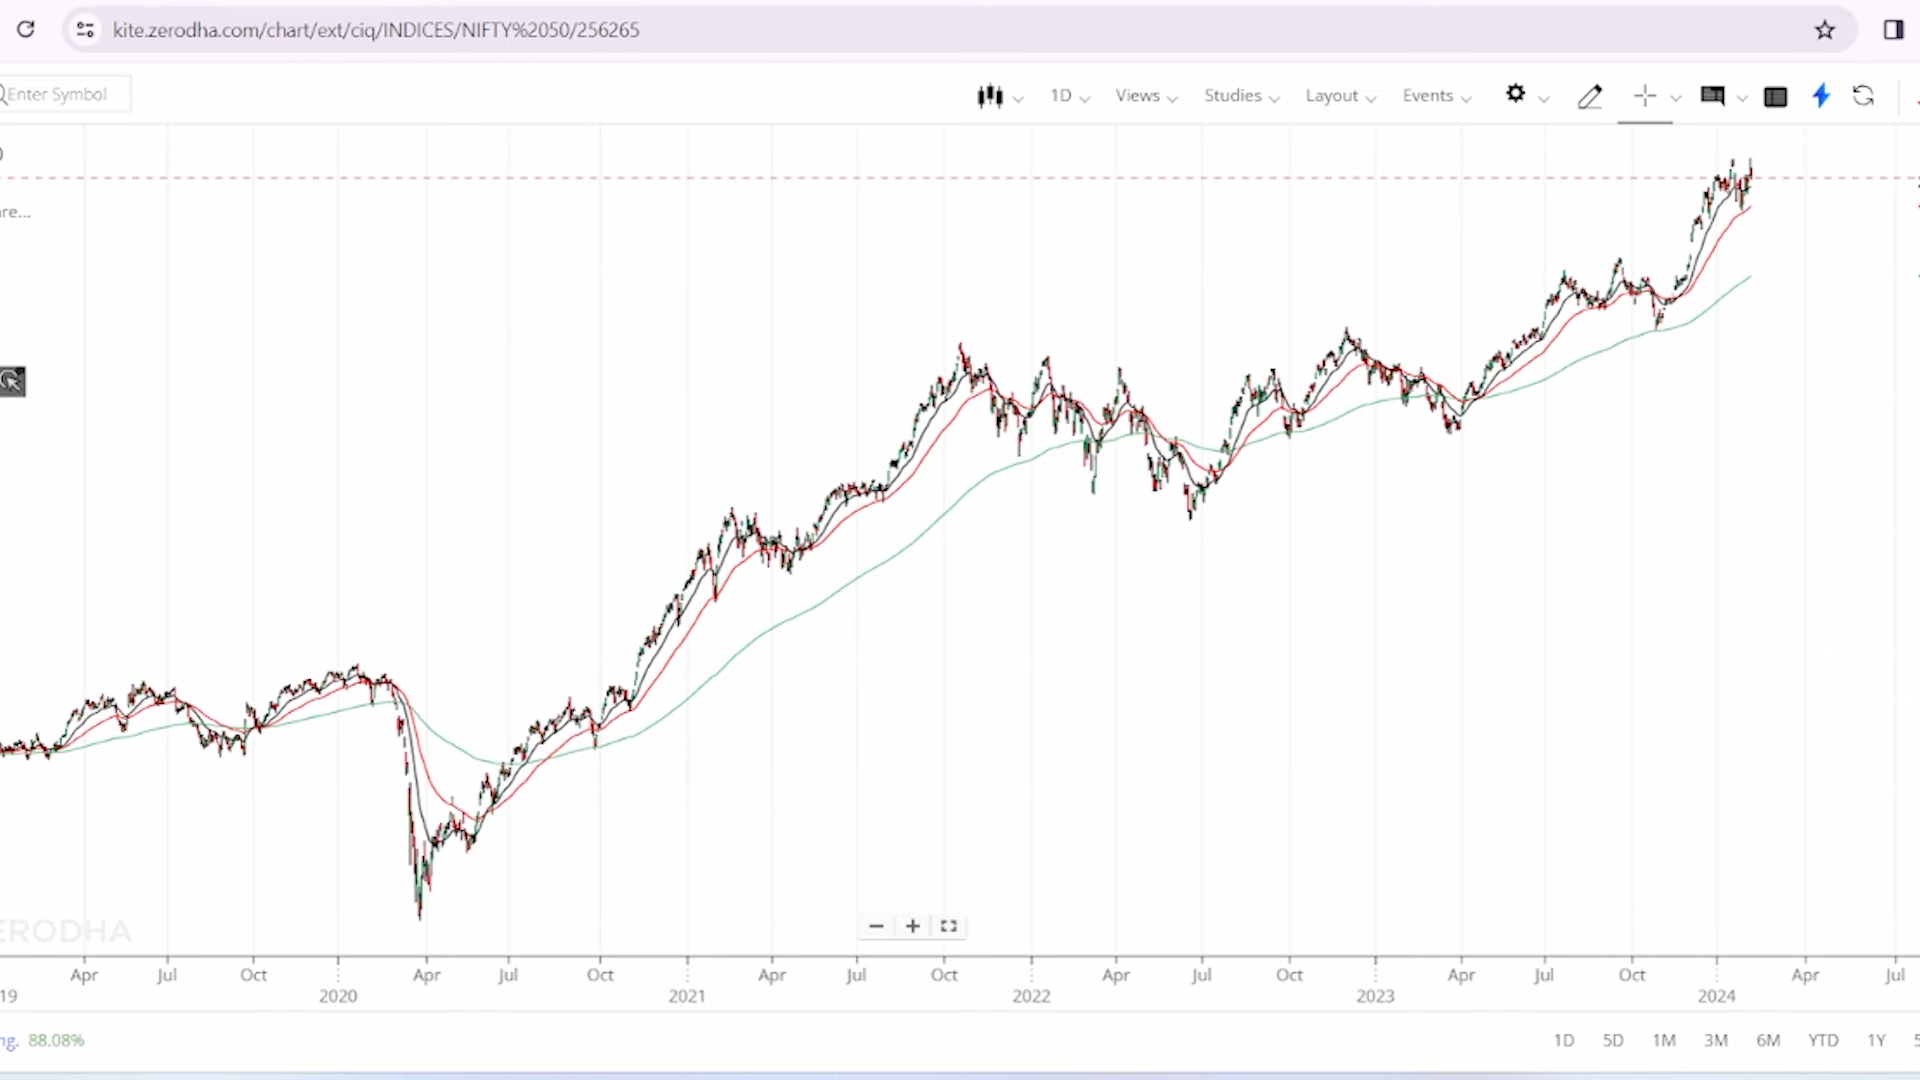 kite.zerodha.com/chart/ext/ciq/INDICES/NIFTY%2050/256265
Enter Symbol 1D Views Studies Layout Events
re...
ERODHA
Apr Jul Oct Apr Jul Oct Apr Jul Oct Apr Jul Oct Apr Jul Oct Apr Jul
19 2020 2021 2022 2023 2024
ng. 88.08% 1D 5D 1M 3M 6M YTD 1Y 5